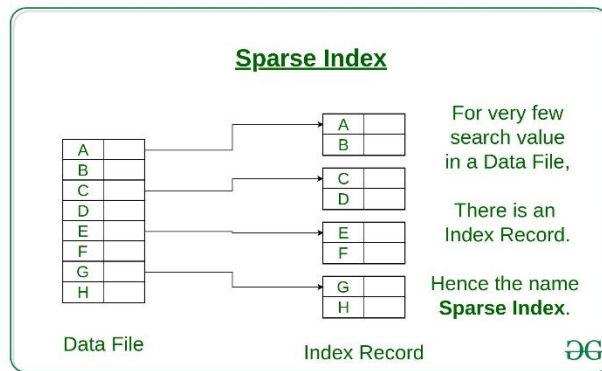 Sparse Index
A
B
C
D
E
F
G
H
Data File
A
B
C
D
E
F
G
H
Index Record
For very few
search value
in a Data File,
There is an
Index Record.
Hence the name
Sparse Index.